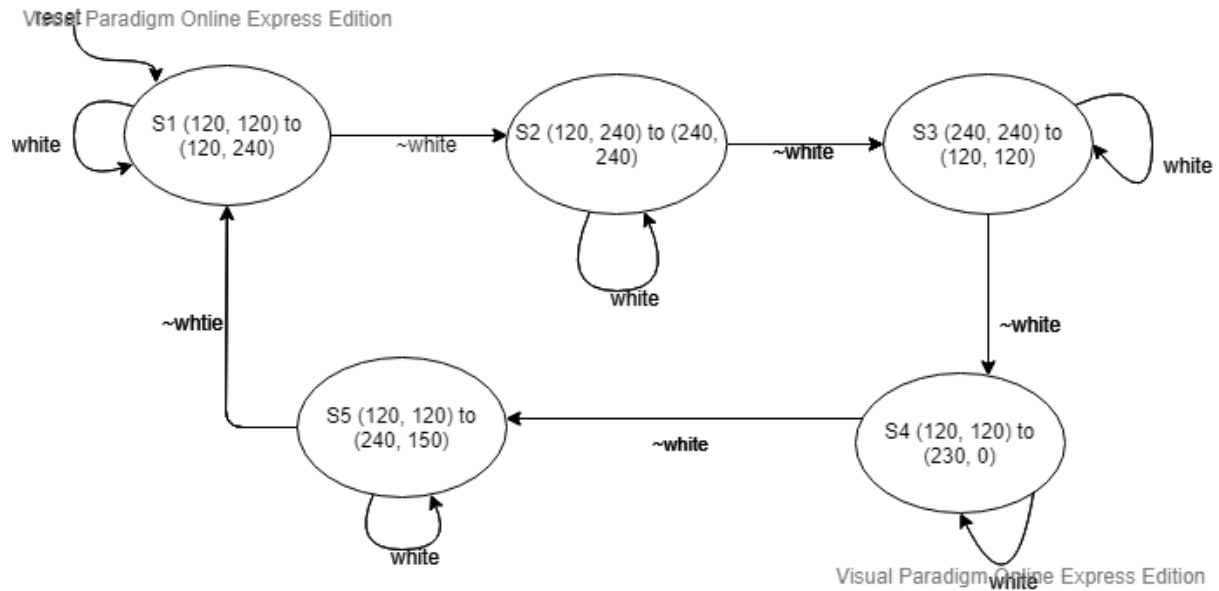 reset
Visual Paradigm Online Express Edition
S1 (120, 120) to
(120, 240)
white
~white
S2 (120, 240) to (240,
240)
white
~white
S3 (240, 240) to
(120, 120)
white
~white
S4 (120, 120) to
(230, 0)
white
~white
S5 (120, 120) to
(240, 150)
white
~whtie
Visual Paradigm Online Express Edition